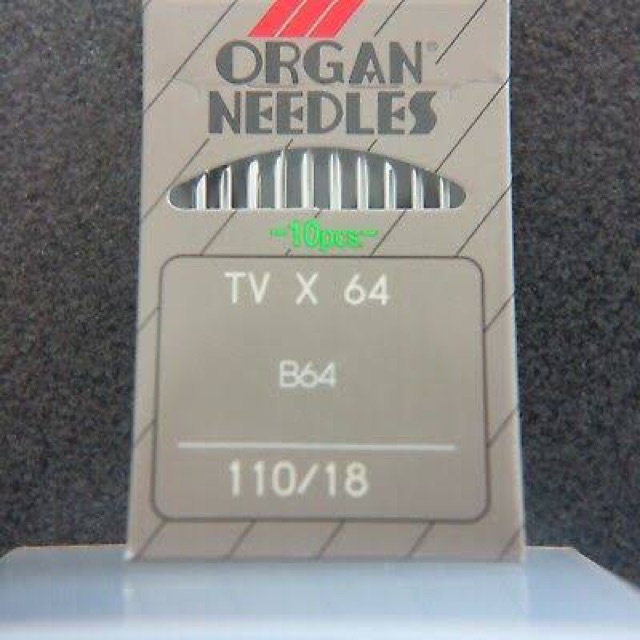 ORGAN®
NEEDLES
-10pcs-
TV X 64
B64
110/18